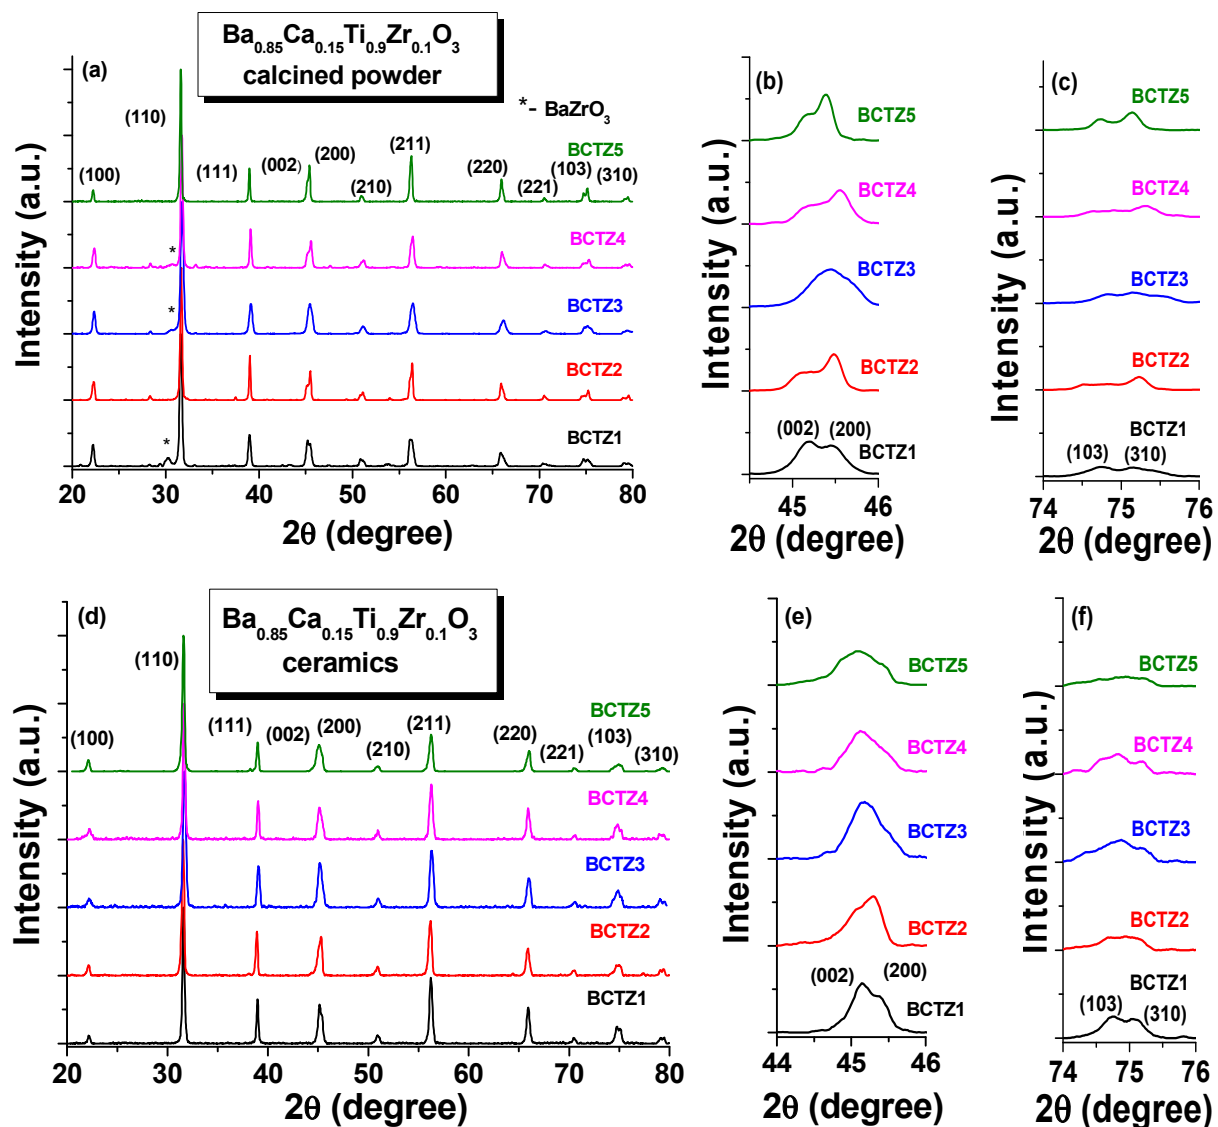 Ba0.85Ca0.15Ti0.9Zr0.1O3
calcined powder
(a)
*- BaZrO3
(110)
(100)
(111)
(002)
(200)
(210)
(211)
(220)
(221)
(103)
(310)
BCTZ5
BCTZ4
*
BCTZ3
*
BCTZ2
BCTZ1
*
Intensity (a.u.)
20 30 40 50 60 70 80
2θ (degree)
(b)
BCTZ5
BCTZ4
BCTZ3
BCTZ2
(002) (200)
BCTZ1
Intensity (a.u.)
45 46
2θ (degree)
(c)
BCTZ5
BCTZ4
BCTZ3
BCTZ2
BCTZ1
(103) (310)
Intensity (a.u.)
74 75 76
2θ (degree)
Ba0.85Ca0.15Ti0.9Zr0.1O3
ceramics
(d)
(110)
(100)
(111)
(002)
(200)
(210)
(211)
(220)
(221)
(103)
(310)
BCTZ5
BCTZ4
BCTZ3
BCTZ2
BCTZ1
Intensity (a.u.)
20 30 40 50 60 70 80
2θ (degree)
(e)
BCTZ5
BCTZ4
BCTZ3
BCTZ2
(002) (200)
BCTZ1
Intensity (a.u.)
44 45 46
2θ (degree)
(f)
BCTZ5
BCTZ4
BCTZ3
BCTZ2
BCTZ1
(103) (310)
Intensity (a.u.)
74 75 76
2θ (degree)